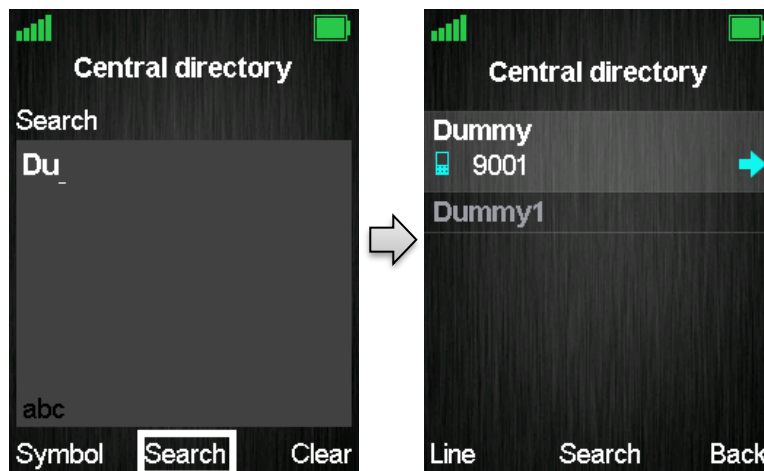 Central directory
Search
Du_
abc
Symbol Search Clear
Central directory
Dummy
9001
Dummy1
Line Search Back